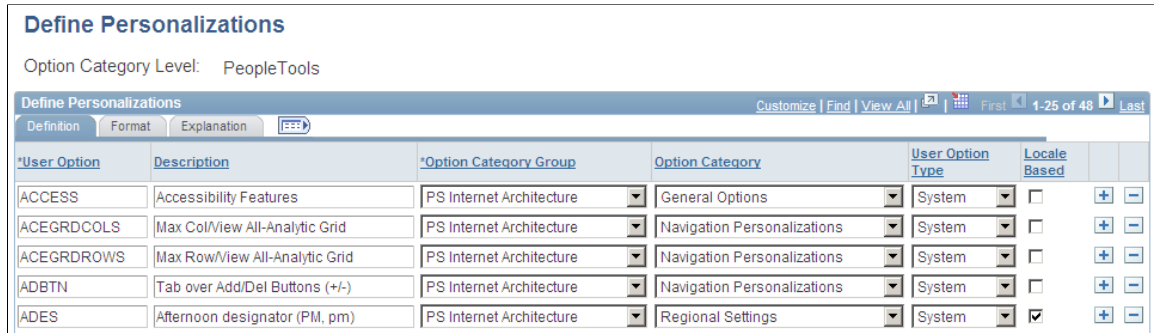 Define Personalizations
Option Category Level: PeopleTools
Define Personalizations Customize | Find | View All | | First 1-25 of 48 Last
Definition Format Explanation
*User Option Description *Option Category Group Option Category User Option Type Locale Based
ACCESS Accessibility Features PS Internet Architecture General Options System + -
ACEGRDCOLS Max Col/View All-Analytic Grid PS Internet Architecture Navigation Personalizations System + -
ACEGRDROWS Max Row/View All-Analytic Grid PS Internet Architecture Navigation Personalizations System + -
ADBTN Tab over Add/Del Buttons (+/-) PS Internet Architecture Navigation Personalizations System + -
ADES Afternoon designator (PM, pm) PS Internet Architecture Regional Settings System + -